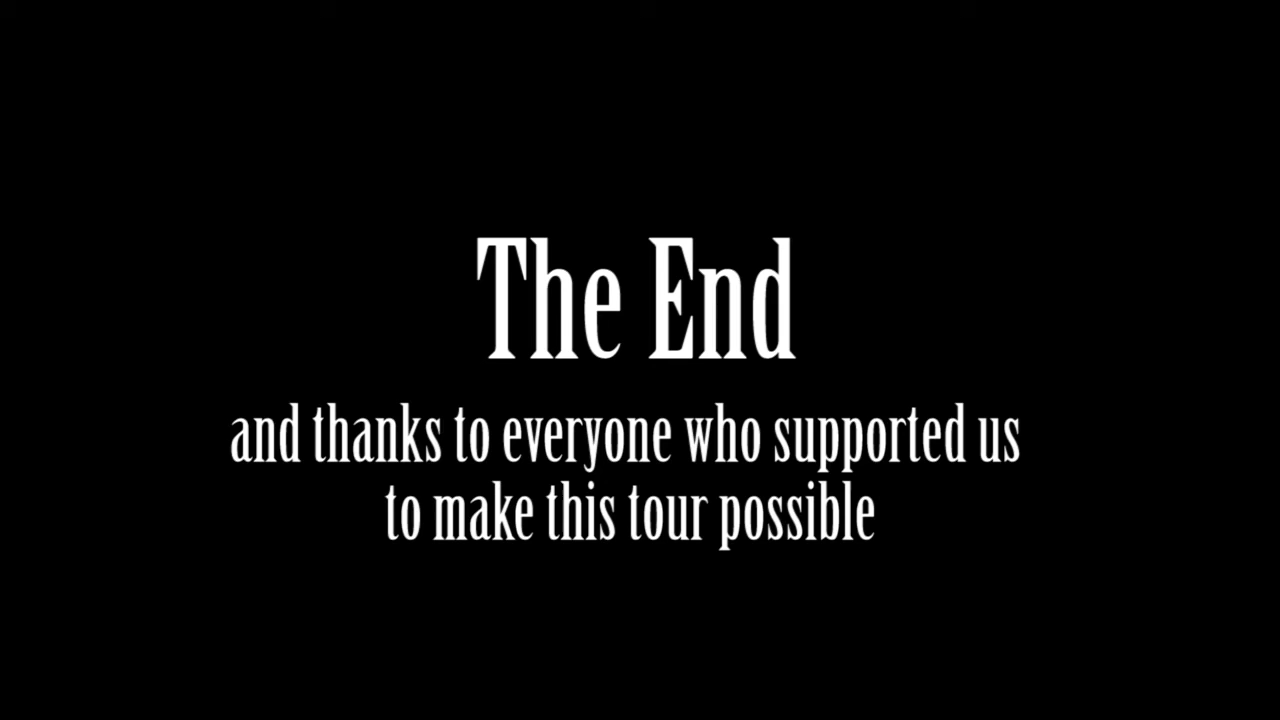 The End
and thanks to everyone who supported us
to make this tour possible